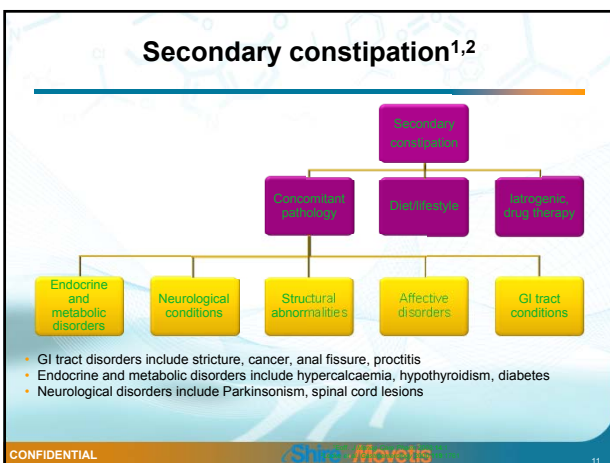 Secondary constipation1,2
Secondary
constipation
Concomitant
pathology
Diet/lifestyle
Iatrogenic,
drug therapy
Endocrine
and
metabolic
disorders
Neurological
conditions
Structural
abnormalities
Affective
disorders
GI tract
conditions
• GI tract disorders include stricture, cancer, anal fissure, proctitis
• Endocrine and metabolic disorders include hypercalcaemia, hypothyroidism, diabetes
• Neurological disorders include Parkinsonism, spinal cord lesions
CONFIDENTIAL
Shire-Movetis
11